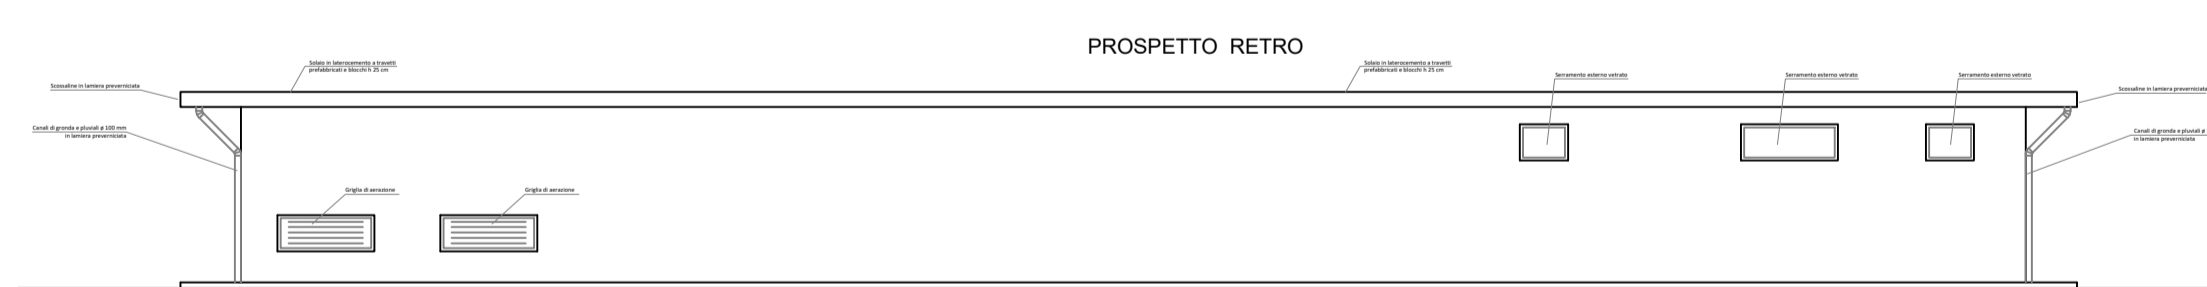 PROSPETTO RETRO
Solaio in laterocemento a travetti
prefabbricati e blocchi h 25 cm
Solaio in laterocemento a travetti
prefabbricati e blocchi h 25 cm
Serramento esterno vetrato
Serramento esterno vetrato
Serramento esterno vetrato
Scossaline in lamiera preverniciata
Scossaline in lamiera preverniciata
Canali di gronda e pluviali ø 100 mm
in lamiera preverniciata
Canali di gronda e pluviali ø
in lamiera preverniciata
Griglia di aerazione
Griglia di aerazione